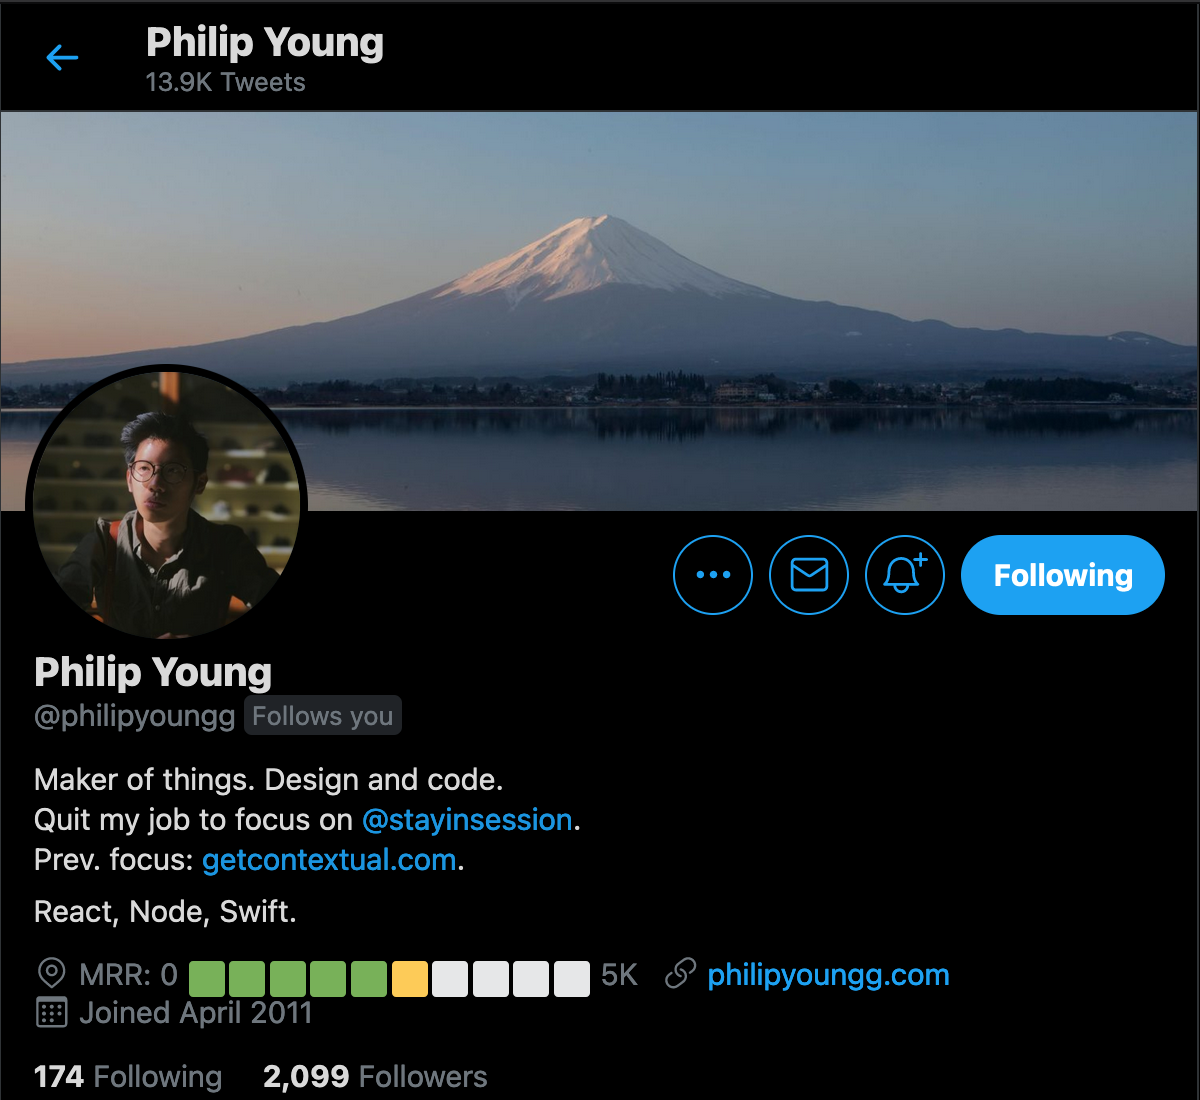 Philip Young
13.9K Tweets
Following
Philip Young
@philipyoungg Follows you
Maker of things. Design and code.
Quit my job to focus on @stayinsession.
Prev. focus: getcontextual.com.
React, Node, Swift.
MRR: 0 🟩🟩🟩🟩🟩🟨⬜⬜⬜⬜ 5K philipyoungg.com
Joined April 2011
174 Following 2,099 Followers